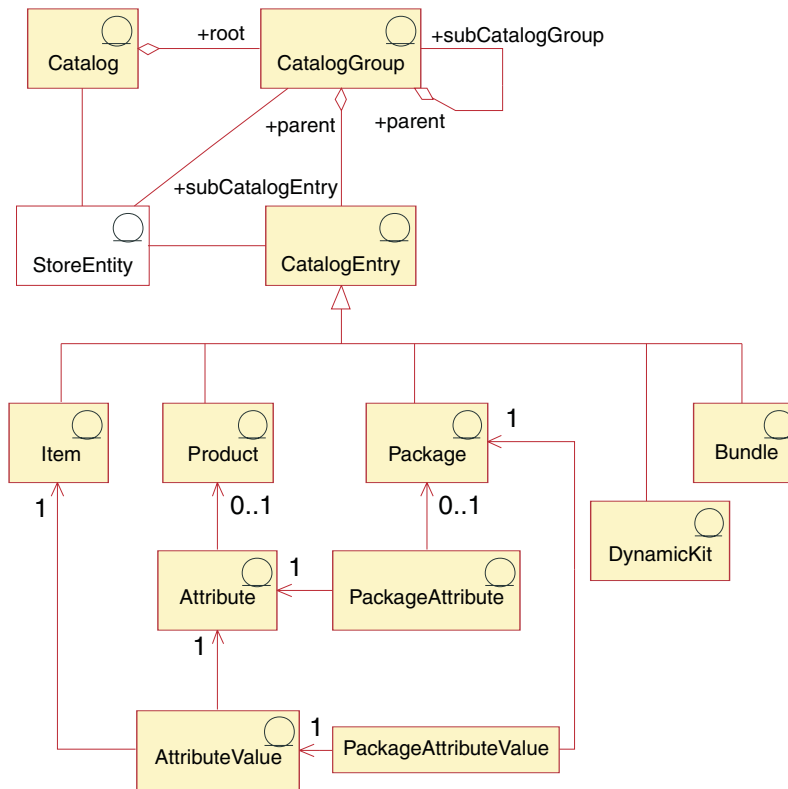 +root
+subCatalogGroup
Catalog
CatalogGroup
+parent
+parent
+subCatalogEntry
StoreEntity
CatalogEntry
1
Item
Product
Package
Bundle
1
0..1
0..1
DynamicKit
1
Attribute
PackageAttribute
1
1
AttributeValue
PackageAttributeValue